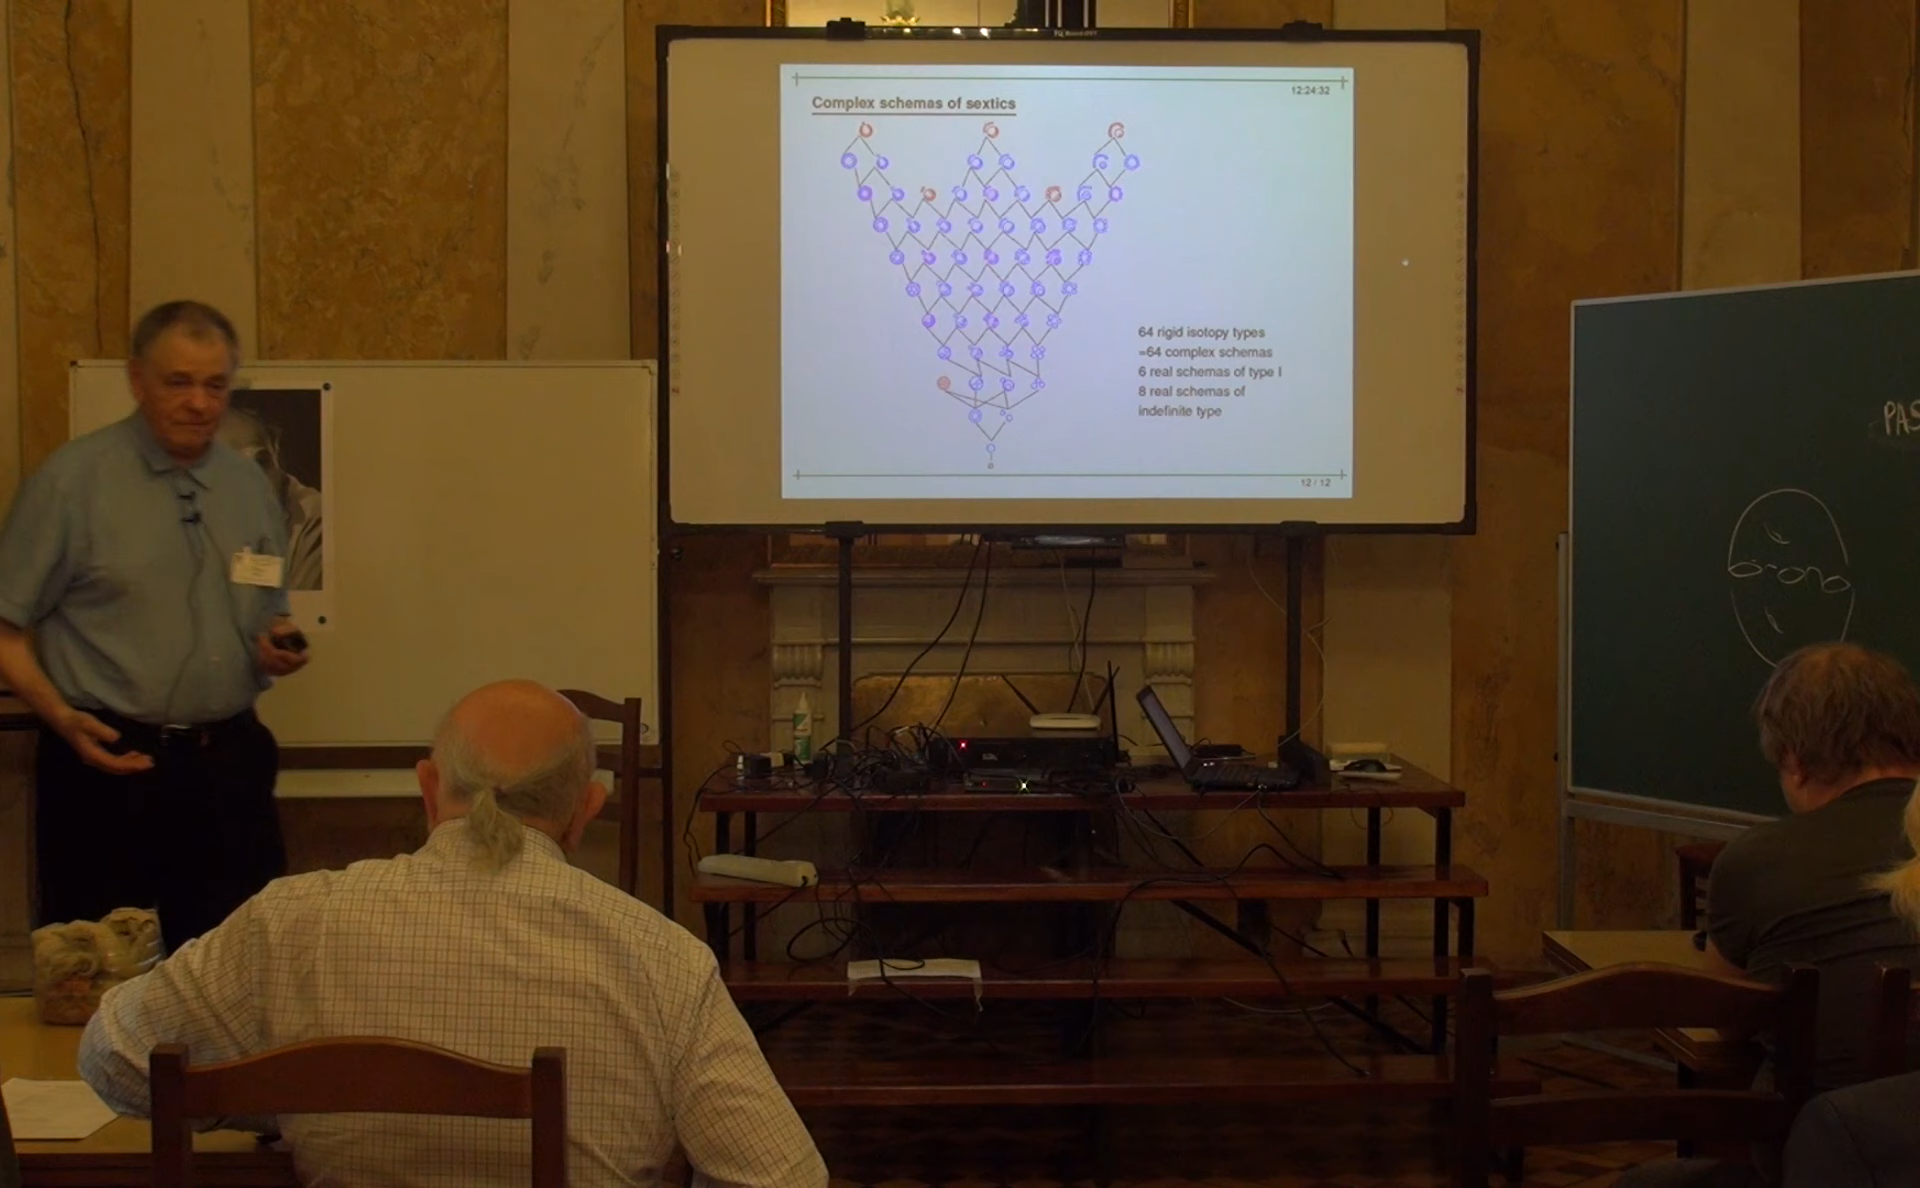 12:24:32
Complex schemas of sextics
64 rigid isotopy types
=64 complex schemas
6 real schemas of type I
8 real schemas of
indefinite type
12 / 12
PAS